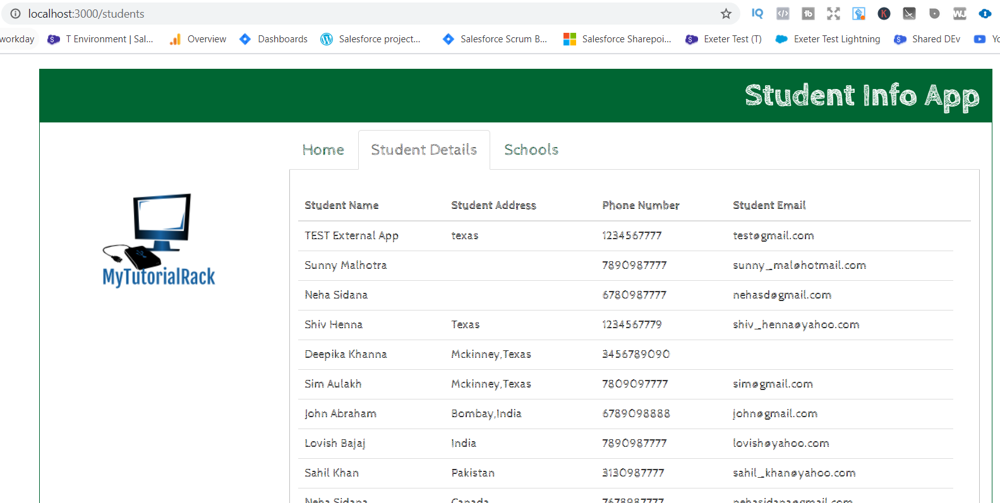 localhost:3000/students
IQ
tb
K
WJ
workday T Environment | Sal... Overview Dashboards Salesforce project... Salesforce Scrum B... Salesforce Sharepoi... Exeter Test (T) Exeter Test Lightning Shared DEv Yo
Student Info App
Home Student Details Schools
MyTutorialRack
Student Name Student Address Phone Number Student Email
TEST External App texas 1234567777 test@gmail.com
Sunny Malhotra 7890987777 sunny_mal@hotmail.com
Neha Sidana 6780987777 nehasd@gmail.com
Shiv Henna Texas 1234567779 shiv_henna@yahoo.com
Deepika Khanna Mckinney,Texas 3456789090
Sim Aulakh Mckinney,Texas 7809097777 sim@gmail.com
John Abraham Bombay,India 6789098888 john@gmail.com
Lovish Bajaj India 7890987777 lovish@yahoo.com
Sahil Khan Pakistan 3130987777 sahil_khan@yahoo.com
Neha Sidana Canada 7678987777 nehasidana@gmail.com